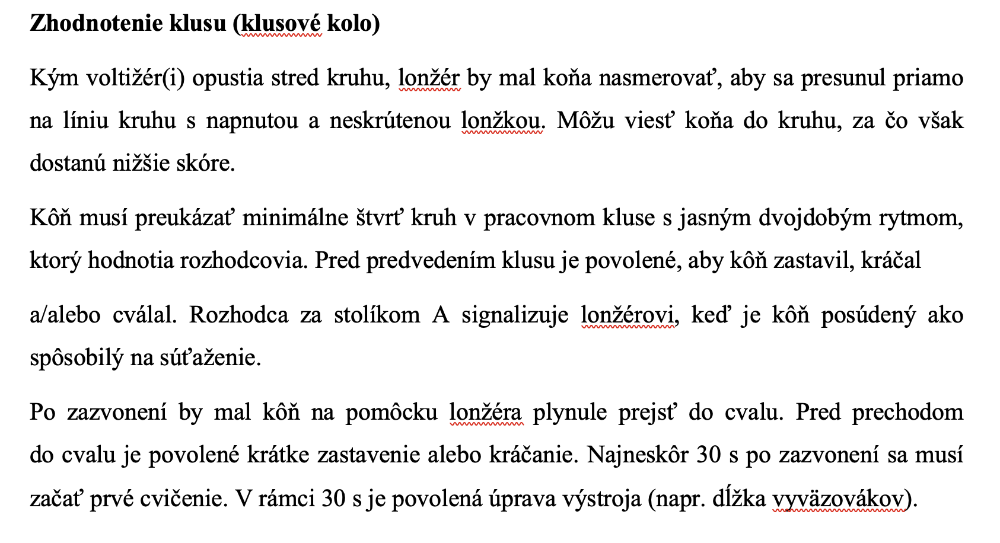 Zhodnotenie klusu (klusové kolo)
Kým voltižér(i) opustia stred kruhu, lonžér by mal koňa nasmerovať, aby sa presunul priamo
na líniu kruhu s napnutou a neskrútenou lonžkou. Môžu viesť koňa do kruhu, za čo však
dostanú nižšie skóre.
Kôň musí preukázať minimálne štvrť kruh v pracovnom kluse s jasným dvojdobým rytmom,
ktorý hodnotia rozhodcovia. Pred predvedením klusu je povolené, aby kôň zastavil, kráčal
a/alebo cválal. Rozhodca za stolíkom A signalizuje lonžérovi, keď je kôň posúdený ako
spôsobilý na súťaženie.
Po zazvonení by mal kôň na pomôcku lonžéra plynule prejsť do cvalu. Pred prechodom
do cvalu je povolené krátke zastavenie alebo kráčanie. Najneskôr 30 s po zazvonení sa musí
začať prvé cvičenie. V rámci 30 s je povolená úprava výstroja (napr. dĺžka vyväzovákov).